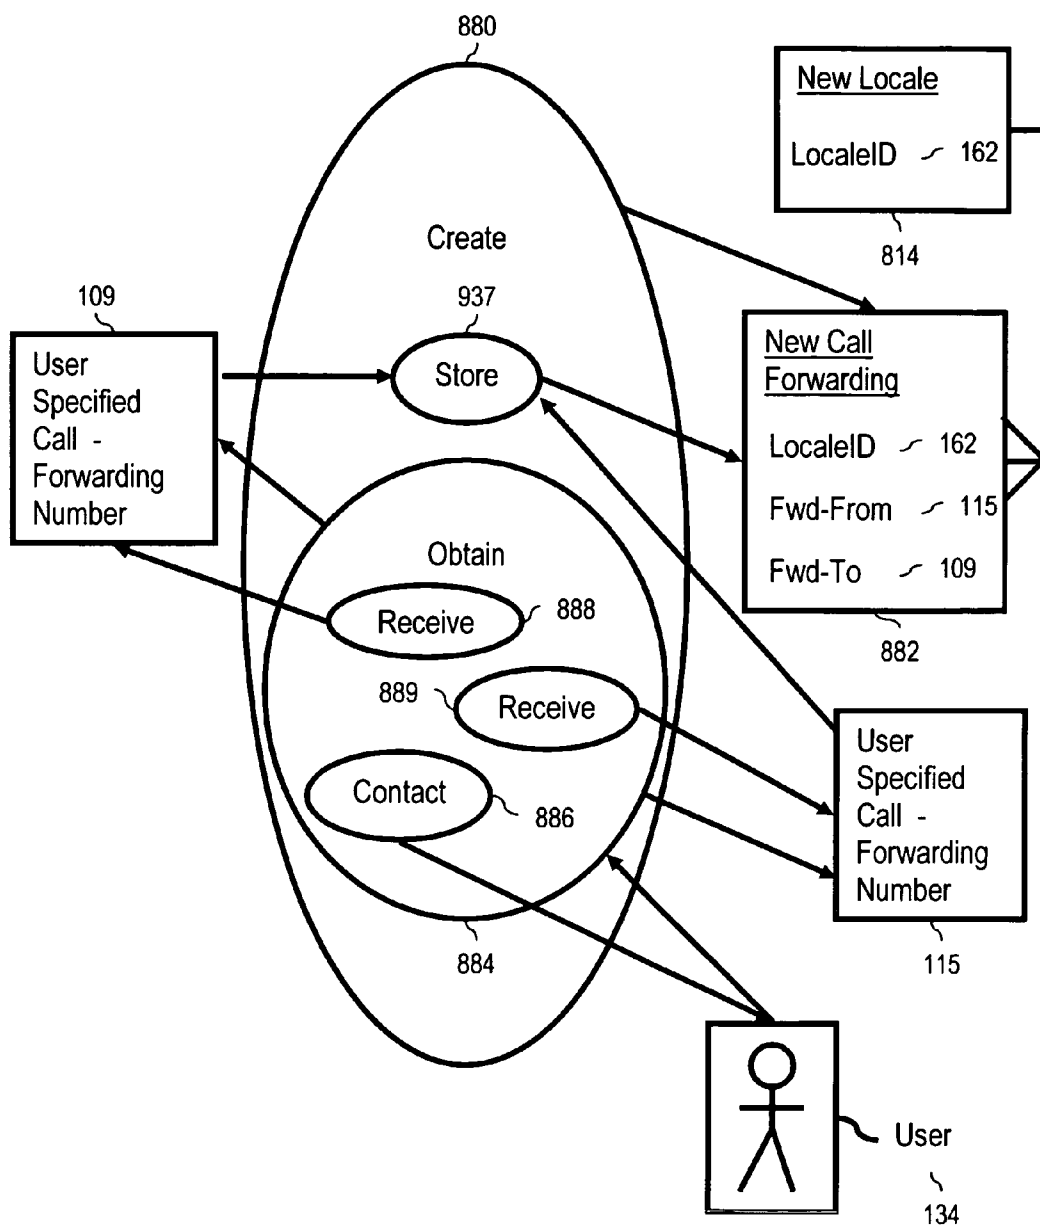 880
New Locale
LocaleID 162
814
Create
109
937
User
Specified
Call -
Forwarding
Number
Store
New Call
Forwarding
LocaleID 162
Fwd-From 115
Fwd-To 109
882
Obtain
Receive 888
889 Receive
Contact 886
884
User
Specified
Call -
Forwarding
Number
115
User
134